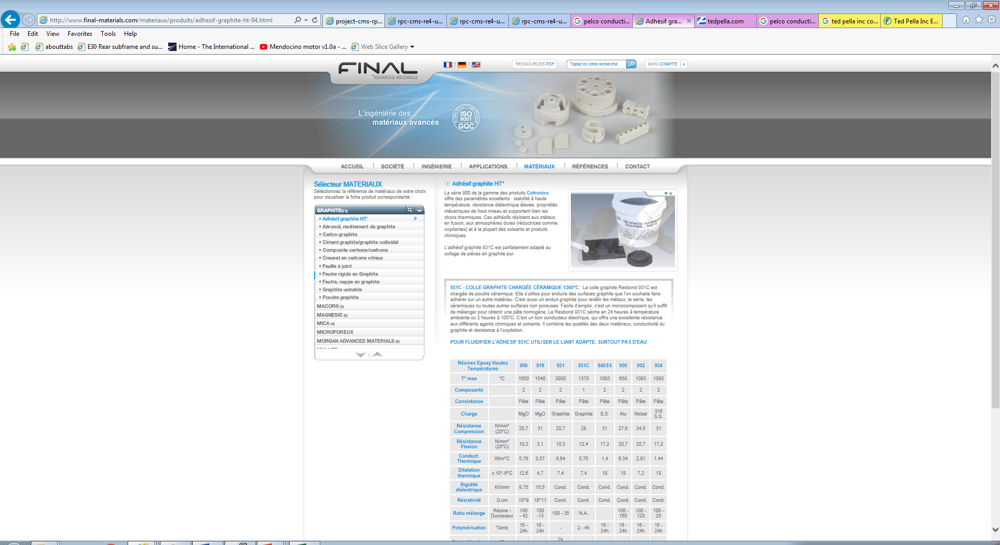 http://www.final-materials.com/materiaux/produits/adhesif-graphite-ht-94.html
project-cms-rp...
rpc-cms-re4-u...
rpc-cms-re4-u...
rpc-cms-re4-u...
pelco conducti...
Adhésif gra...
tedpella.com
pelco conducti...
ted pella inc co...
Ted Pella Inc E...
File Edit View Favorites Tools Help
abouttabs
E30 Rear subframe and su...
Home - The International ...
Mendocino motor v1.0a - ...
Web Slice Gallery
FINAL
ADVANCED MATERIALS
RESSOURCES PDF
Tapez ici votre recherche
MON COMPTE
L'ingénierie des
matériaux avancés
GLOBAL QUALITY CERTIFICATION
ISO
9001
GQC
ACCUEIL SOCIÉTÉ INGÉNIERIE APPLICATIONS MATÉRIAUX RÉFÉRENCES CONTACT
Sélecteur MATERIAUX
Séléctionnez la référence de matériaux de votre choix
pour visualiser la fiche produit correspondante :
GRAPHITE(11)
• Adhésif graphite HT°
• Aérosol, revêtement de graphite
• Carbo-graphite
• Ciment graphite/graphite colloidal
• Composite carbone/carbone
• Creuset en carbone vitreux
• Feuille à joint
• Feutre rigide en Graphite
• Feutre, nappe en graphite
• Graphite usinable
• Poudre graphite
MACOR® (3)
MAGNESIE (5)
MICA (4)
MICROPOREUX
MORGAN ADVANCED MATERIALS (5)
Adhésif graphite HT°
La série 900 de la gamme des produits Cotronics
offre des paramètres excellents : stabilité à haute
température, résistance diélectrique élevée, propriétés
mécaniques de haut niveau et supportent bien les
chocs thermiques. Ces adhésifs résistent aux métaux
en fusion, aux atmosphères dures (réductrices comme
oxydantes) et à la plupart des solvants et produits
chimiques.
L'adhésif graphite 931C est parfaitement adapté au
collage de pièces en graphite pur.
GRAPHITE ADHESIVE
COATING
931C - COLLE GRAPHITE CHARGÉE CÉRAMIQUE 1360°C : La colle graphite Resbond 931C est
chargée de poudre céramique. Elle s'utilise pour enduire des surfaces graphite que l'on souhaite faire
adhérer sur un autre matériau. C'est aussi un enduit graphite pour revêtir les métaux, le verre, les
céramiques ou toutes autres surfaces non poreuses. Facile d'emploi, c'est un monocomposant qu'il suffit
de mélanger pour obtenir une pâte homogène. Le Resbond 931C sèche en 24 heures à température
ambiante ou 2 heures à 100°C. C'est un bon conducteur électrique, qui offre une excellente résistance
aux différents agents chimiques et solvants. Il combine les qualités des deux matériaux, conductivité du
graphite et résistance à l'oxydation.
POUR FLUIDIFIER L'ADHESIF 931C UTILISER LE LIANT ADAPTE, SURTOUT PAS D'EAU
Résines Epoxy Hautes Températures 906 919 931 931C 940SS 950 952 954
T° max °C 1650 1540 3000 1370 1093 650 1093 1093
Composants 2 2 2 1 2 2 2 2
Consistance Pâte Pâte Pâte Pâte Pâte Pâte Pâte Pâte
Charge MgO MgO Graphite Graphite S.S. Alu Nickel 316 S.S.
Résistance Compression N/mm² (20°C) 20,7 31 20,7 29 31 27,6 34,5 31
Résistance Flexion N/mm² (20°C) 10,3 3,1 10,3 12,4 17,2 20,7 20,7 17,2
Conduct. Thermique W/m°C 5,76 0,57 8,64 5,76 1,4 6,34 2,01 1,44
Dilatation thermique x 10^-6°C 12,6 4,7 7,4 7,4 18 18 7,2 18
Rigidité diélectrique kV/mm 9,75 10,5 Cond. Cond. Cond. Cond. Cond. Cond.
Résistivité Ω.cm 10^9 10^11 Cond. Cond. Cond. Cond. Cond. Cond.
Ratio mélange Résine - Durcisseur 100 - 42 100 -13 100 - 35 N.A. 100 - 160 100 - 120 100 - 25
Polymérisation Tamb 16 - 24h 16 - 24h - 2 - 4h 16 - 24h 16 - 24h 16 - 24h 16 - 24h
2h